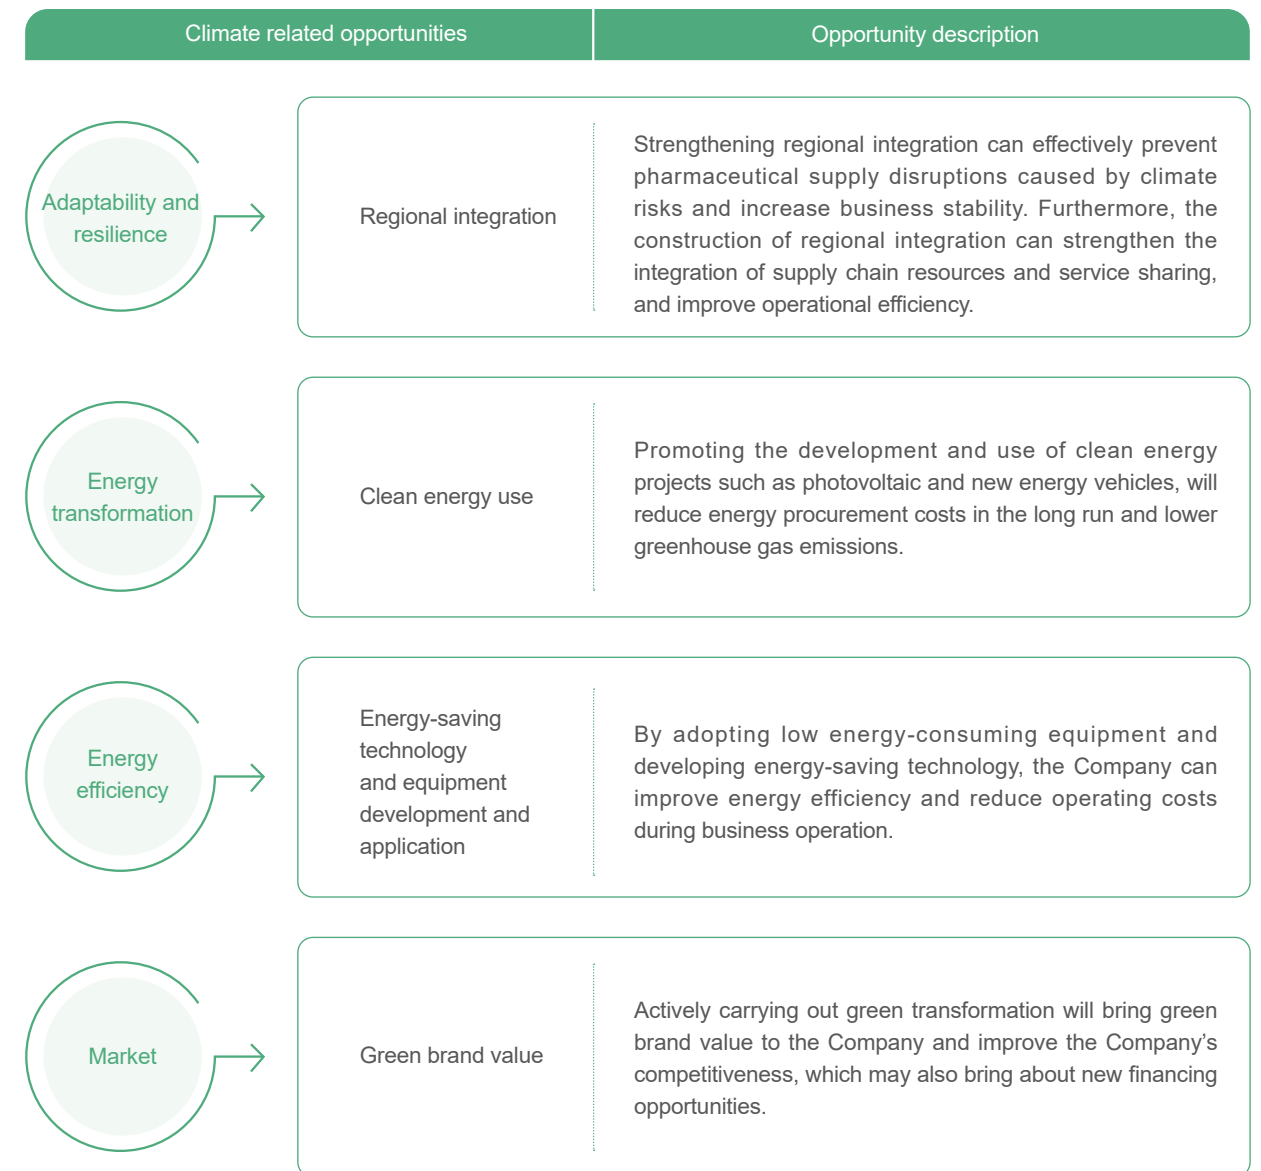 Climate related opportunities
Opportunity description
Adaptability and
resilience
Regional integration
Strengthening regional integration can effectively prevent
pharmaceutical supply disruptions caused by climate
risks and increase business stability. Furthermore, the
construction of regional integration can strengthen the
integration of supply chain resources and service sharing,
and improve operational efficiency.
Energy
transformation
Clean energy use
Promoting the development and use of clean energy
projects such as photovoltaic and new energy vehicles, will
reduce energy procurement costs in the long run and lower
greenhouse gas emissions.
Energy
efficiency
Energy-saving
technology
and equipment
development and
application
By adopting low energy-consuming equipment and
developing energy-saving technology, the Company can
improve energy efficiency and reduce operating costs
during business operation.
Market
Green brand value
Actively carrying out green transformation will bring green
brand value to the Company and improve the Company’s
competitiveness, which may also bring about new financing
opportunities.